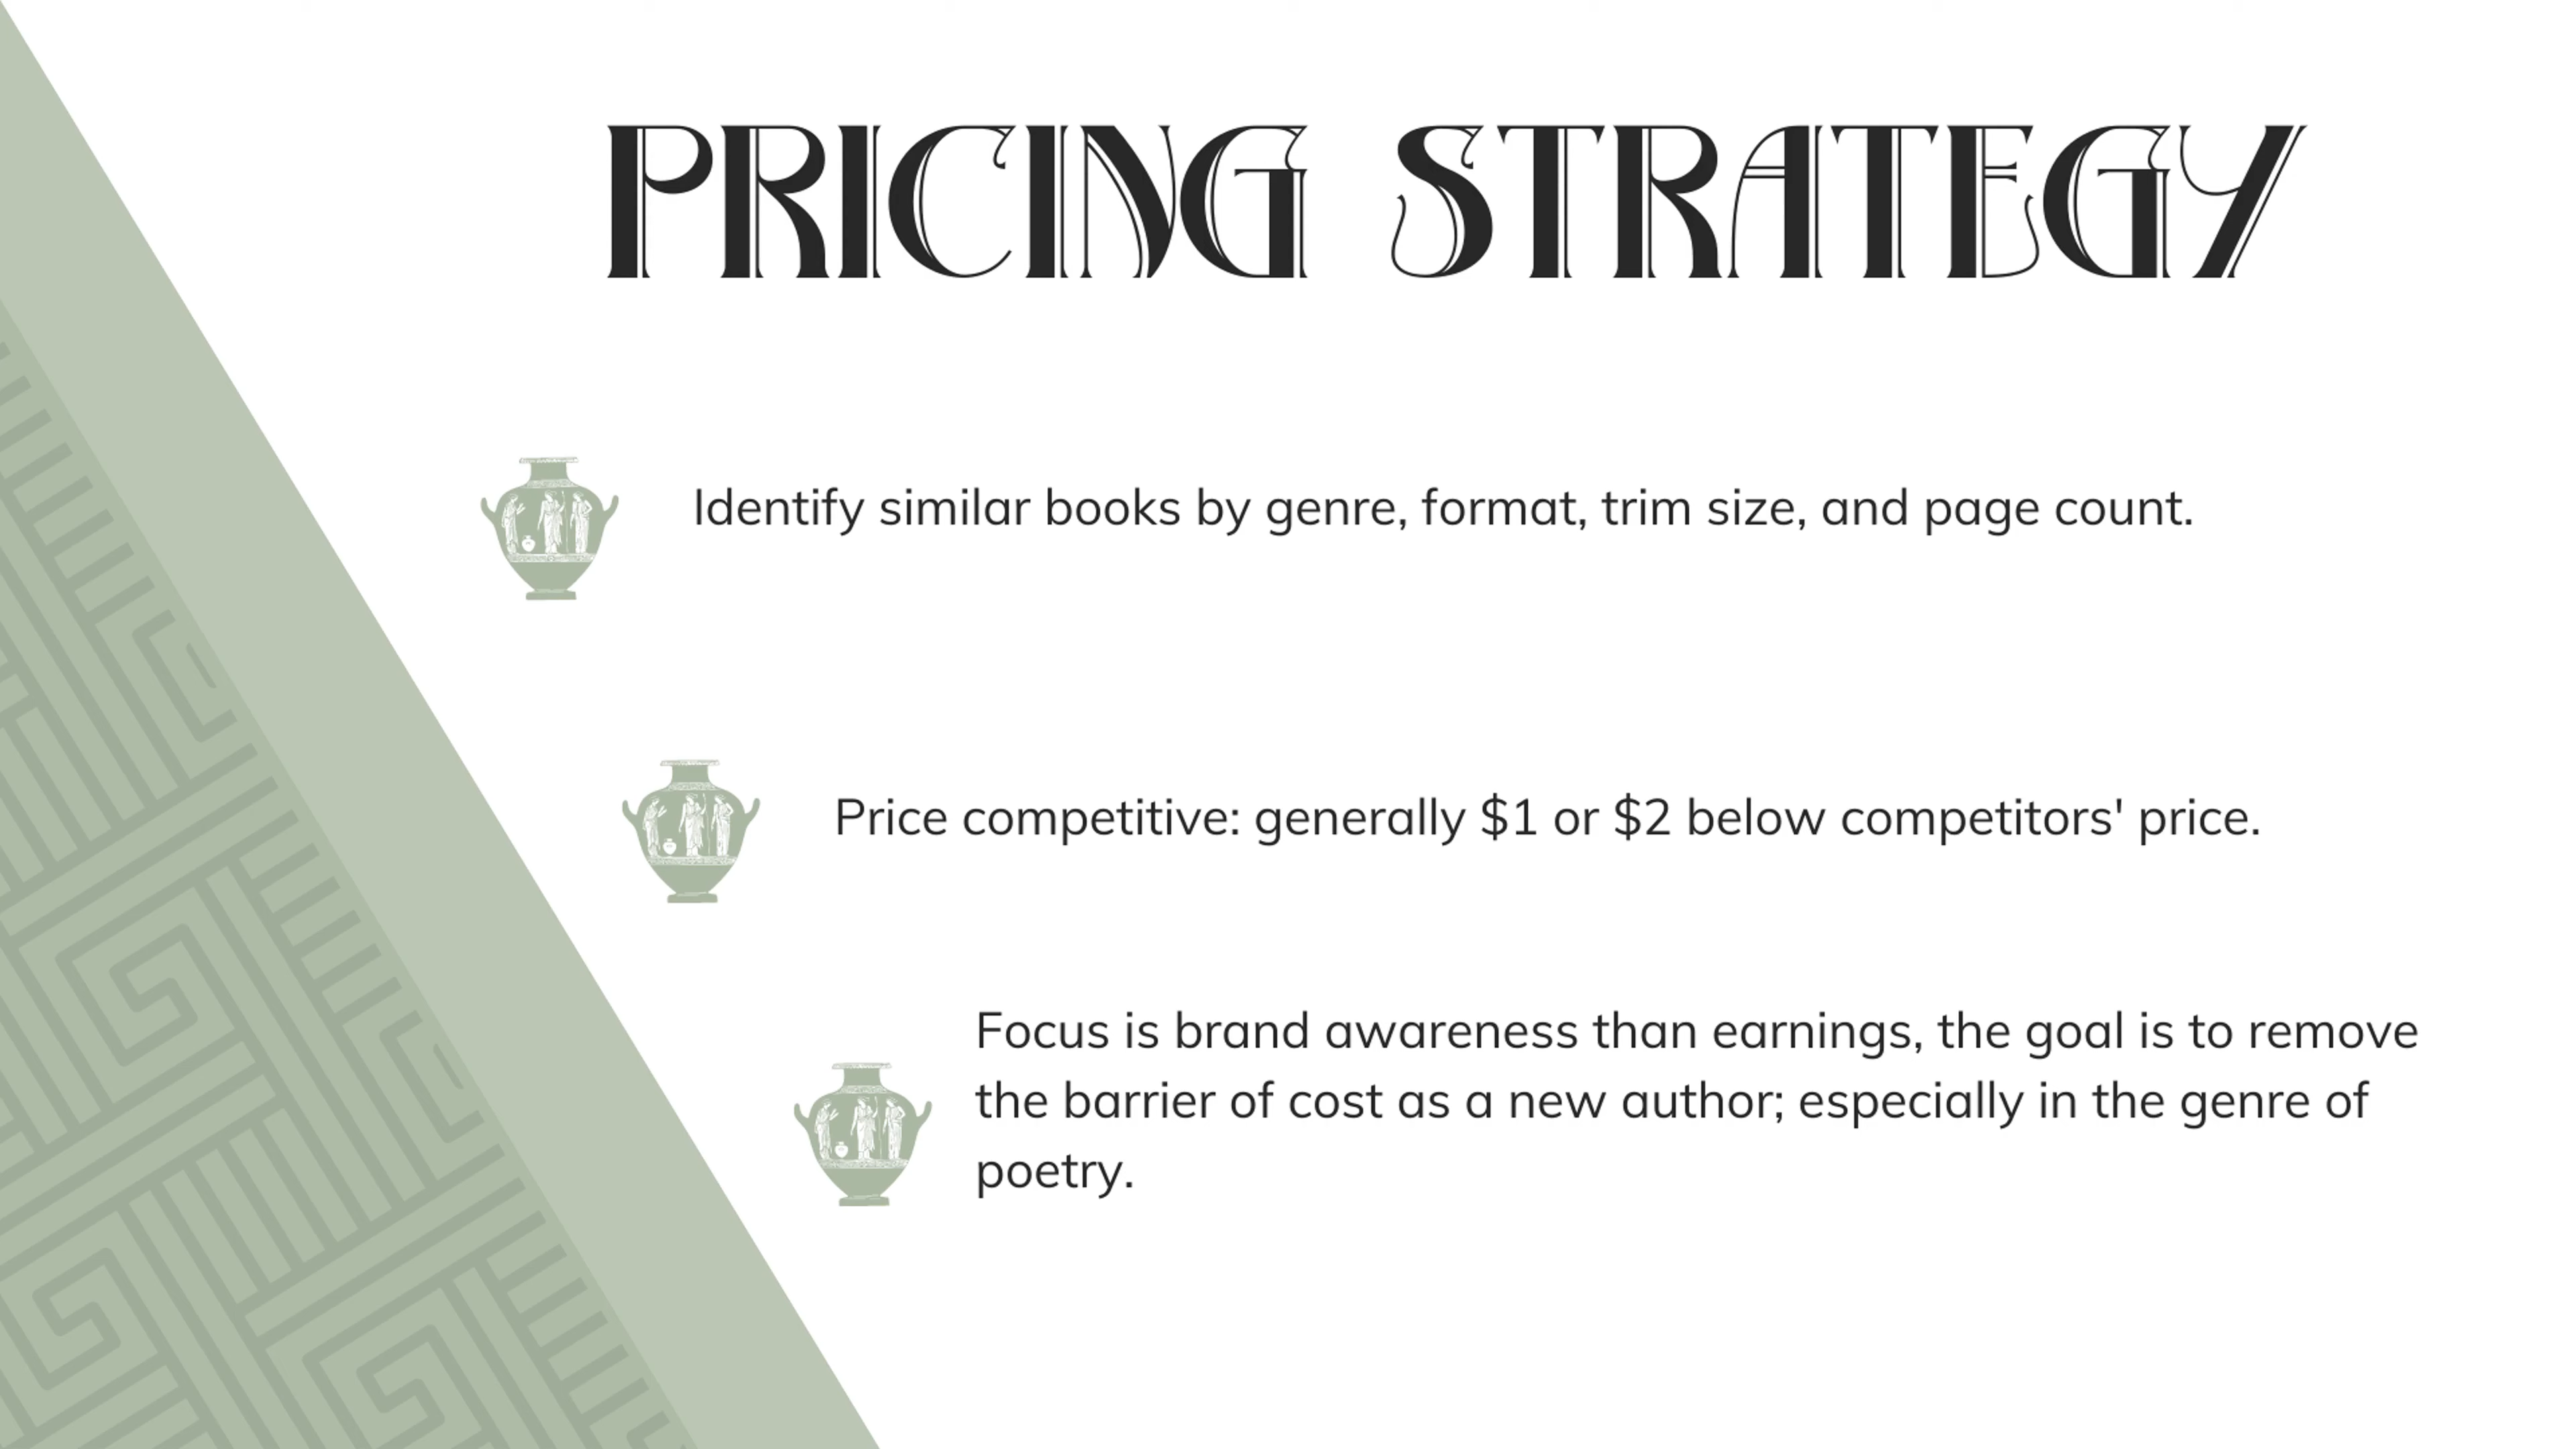 PRICING STRATEGY
Identify similar books by genre, format, trim size, and page count.
Price competitive: generally $1 or $2 below competitors' price.
Focus is brand awareness than earnings, the goal is to remove
the barrier of cost as a new author; especially in the genre of
poetry.